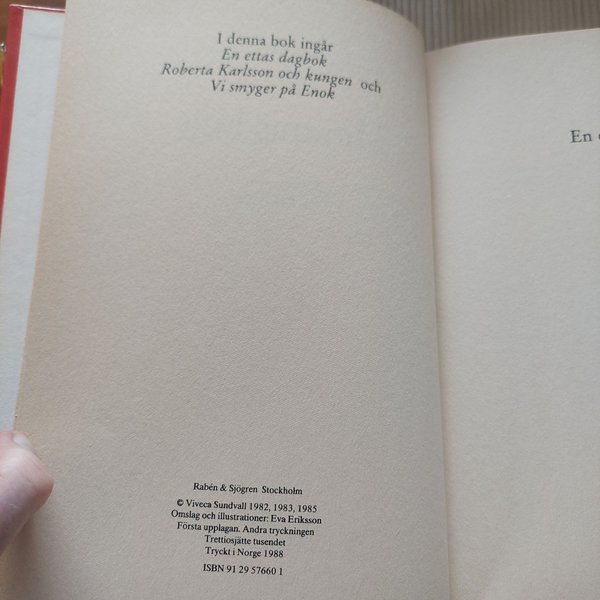 I denna bok ingår
En ettas dagbok
Roberta Karlsson och kungen och
Vi smyger på Enok
En
Rabén & Sjögren Stockholm
© Viveca Sundvall 1982, 1983, 1985
Omslag och illustrationer: Eva Eriksson
Första upplagan. Andra tryckningen
Trettiosjätte tusendet
Tryckt i Norge 1988
ISBN 91 29 57660 1